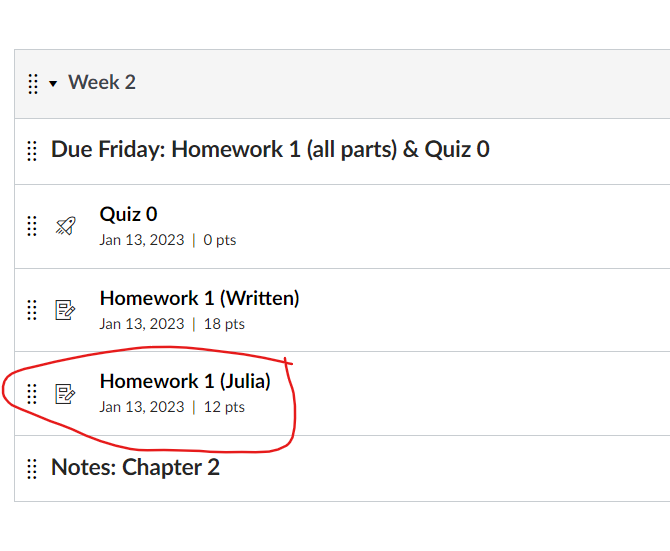 Week 2
Due Friday: Homework 1 (all parts) & Quiz 0
Quiz 0
Jan 13, 2023 | 0 pts
Homework 1 (Written)
Jan 13, 2023 | 18 pts
Homework 1 (Julia)
Jan 13, 2023 | 12 pts
Notes: Chapter 2